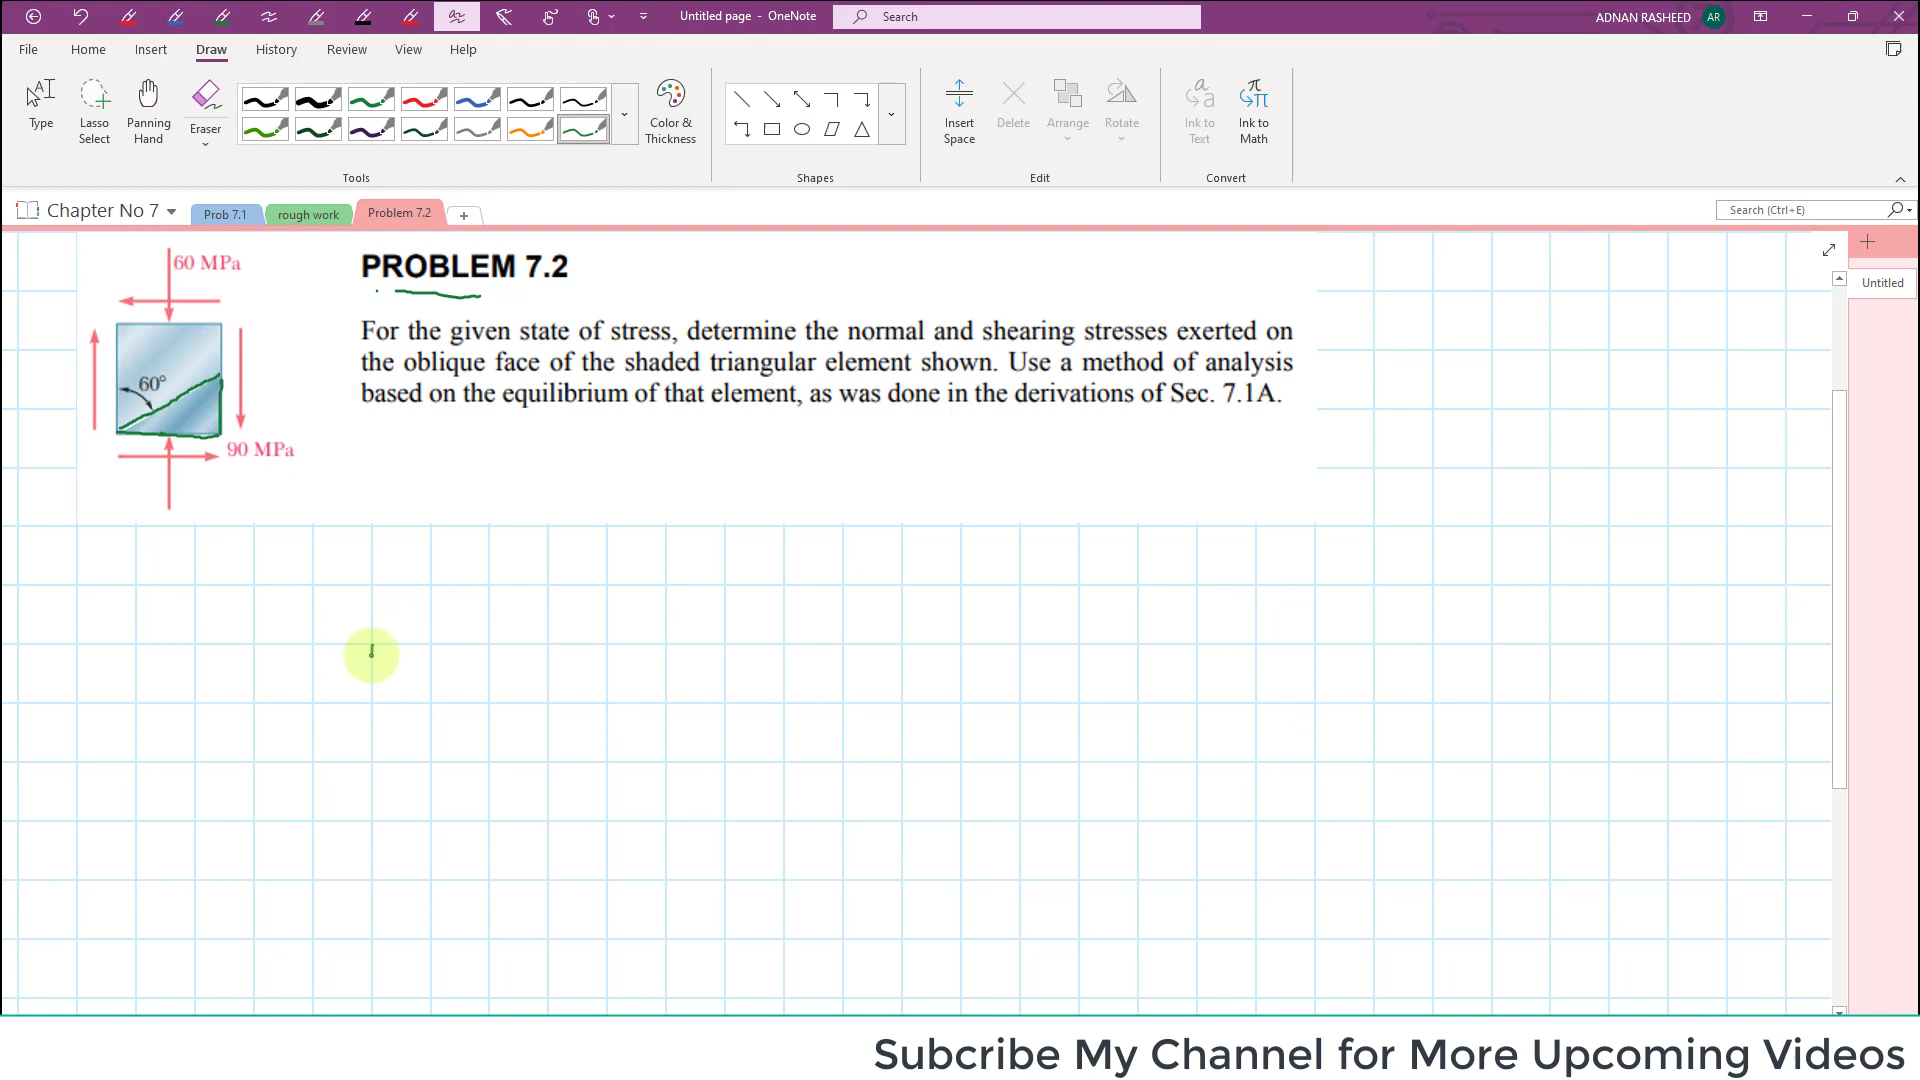 Untitled page - OneNote
Search
ADNAN RASHEED AR
File Home Insert Draw History Review View Help
Type
Lasso Select
Panning Hand
Eraser
Color & Thickness
Insert Space
Delete
Arrange
Rotate
Ink to Text
Ink to Math
Tools
Shapes
Edit
Convert
Chapter No 7
Prob 7.1
rough work
Problem 7.2
Search (Ctrl+E)
Untitled
60 MPa
60°
90 MPa
PROBLEM 7.2
For the given state of stress, determine the normal and shearing stresses exerted on
the oblique face of the shaded triangular element shown. Use a method of analysis
based on the equilibrium of that element, as was done in the derivations of Sec. 7.1A.
Subcribe My Channel for More Upcoming Videos